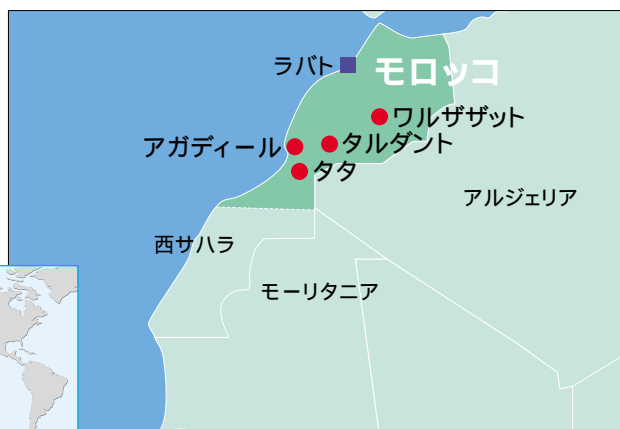 ラバト
モロッコ
ワルザザット
アガディール
タルダント
タタ
アルジェリア
西サハラ
モーリタニア